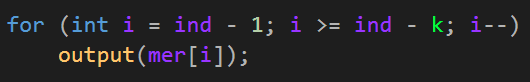 for (int i = ind - 1; i >= ind - k; i--)
    output(mer[i]);